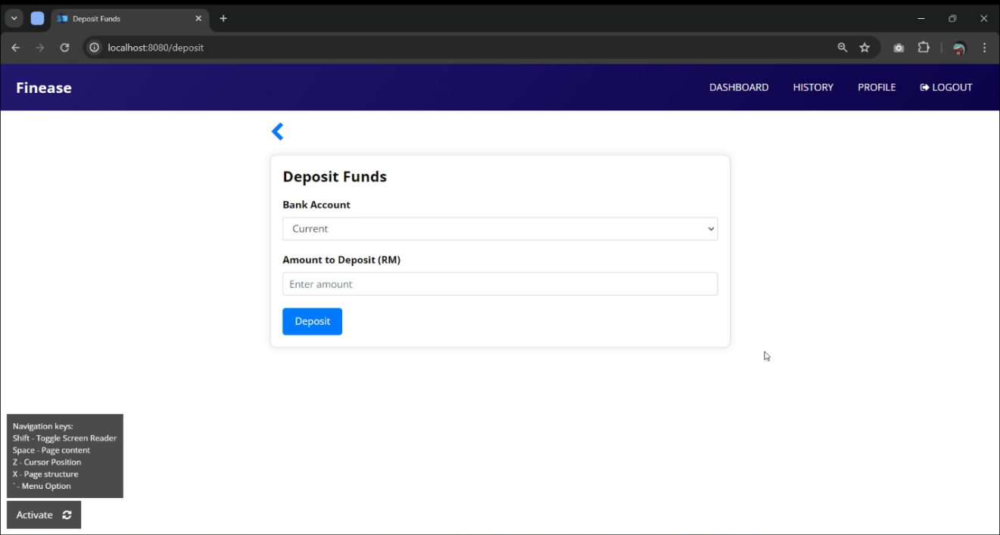 Deposit Funds
localhost:8080/deposit
Finease
DASHBOARD
HISTORY
PROFILE
LOGOUT
Deposit Funds
Bank Account
Current
Amount to Deposit (RM)
Enter amount
Deposit
Navigation keys:
Shift - Toggle Screen Reader
Space - Page content
Z - Cursor Position
X - Page structure
` - Menu Option
Activate